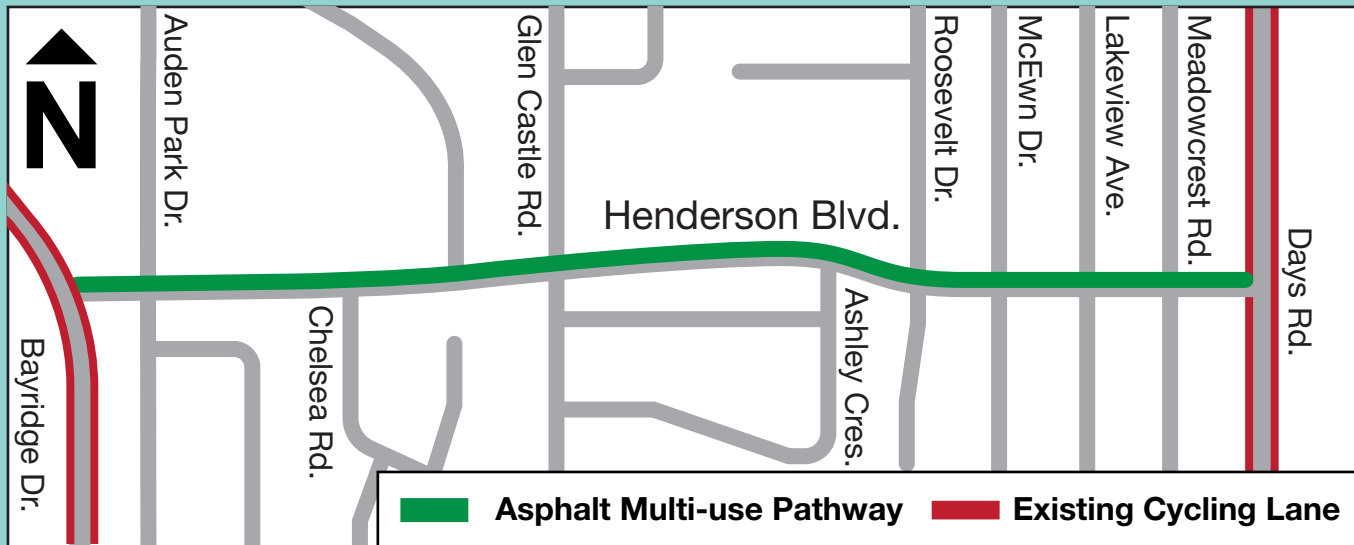 N
Auden Park Dr.
Glen Castle Rd.
Roosevelt Dr.
McEwn Dr.
Lakeview Ave.
Meadowcrest Rd.
Henderson Blvd.
Days Rd.
Bayridge Dr.
Chelsea Rd.
Ashley Cres.
Asphalt Multi-use Pathway
Existing Cycling Lane